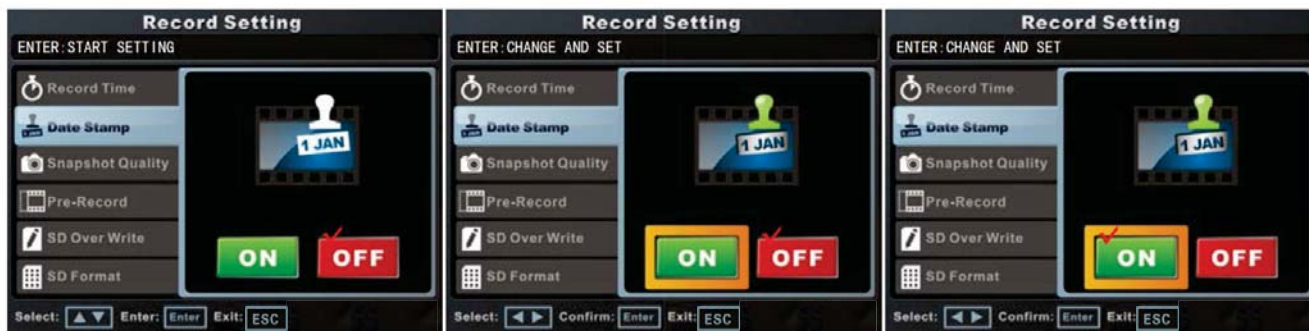 Record Setting
ENTER:START SETTING
Record Time
Date Stamp
Snapshot Quality
Pre-Record
SD Over Write
SD Format
1 JAN
ON OFF
Select: ▲▼ Enter: Enter Exit: ESC
Record Setting
ENTER:CHANGE AND SET
Record Time
Date Stamp
Snapshot Quality
Pre-Record
SD Over Write
SD Format
1 JAN
ON OFF
Select: ◀ ▶ Confirm: Enter Exit: ESC
Record Setting
ENTER:CHANGE AND SET
Record Time
Date Stamp
Snapshot Quality
Pre-Record
SD Over Write
SD Format
1 JAN
ON OFF
Select: ◀ ▶ Confirm: Enter Exit: ESC